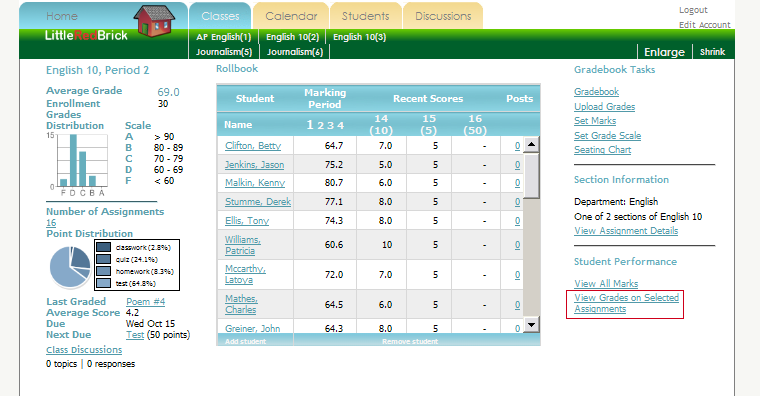 Home
Classes
Calendar
Students
Discussions
Logout
Edit Account
LittleRedBrick
AP English(1) English 10(2) English 10(3)
Journalism(5) Journalism(6)
Enlarge Shrink
English 10, Period 2
Average Grade 69.0
Enrollment 30
Grades
Distribution
15
0
F D C B A
Scale
A > 90
B 80 - 89
C 70 - 79
D 60 - 69
F < 60
Number of Assignments
16
Point Distribution
classwork (2.8%)
quiz (24.1%)
homework (8.3%)
test (64.8%)
Last Graded Poem #4
Average Score 4.2
Due Wed Oct 15
Next Due Test (50 points)
Class Discussions
0 topics | 0 responses
Rollbook
Student Marking Period Recent Scores Posts
Name 1 2 3 4 14 (10) 15 (5) 16 (50)
Clifton, Betty 64.7 7.0 5 - 0
Jenkins, Jason 75.2 5.0 5 - 0
Malkin, Kenny 80.7 6.0 5 - 0
Stumme, Derek 77.1 8.0 5 - 0
Ellis, Tony 74.3 8.0 5 - 0
Williams, Patricia 60.6 10 5 - 0
Mccarthy, Latoya 72.0 7.0 5 - 0
Mathes, Charles 64.5 6.0 5 - 0
Greiner, John 64.3 8.0 5 - 0
Add student Remove student
Gradebook Tasks
Gradebook
Upload Grades
Set Marks
Set Grade Scale
Seating Chart
Section Information
Department: English
One of 2 sections of English 10
View Assignment Details
Student Performance
View All Marks
View Grades on Selected
Assignments